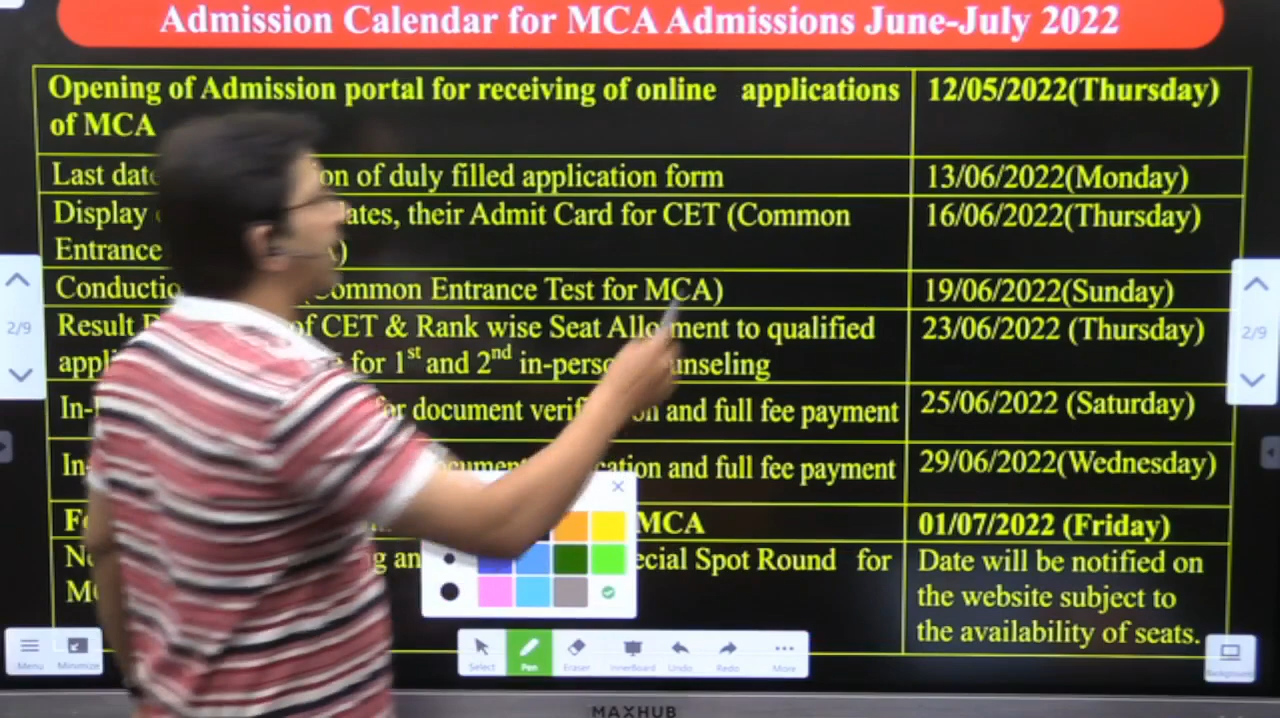 Admission Calendar for MCA Admissions June-July 2022
Opening of Admission portal for receiving of online applications
of MCA
12/05/2022(Thursday)
Last date on of duly filled application form
13/06/2022(Monday)
Display ates, their Admit Card for CET (Common
Entrance
16/06/2022(Thursday)
Conductio (Common Entrance Test for MCA)
19/06/2022(Sunday)
Result of CET & Rank wise Seat Allo ment to qualified
appli for 1st and 2nd in-perso unseling
23/06/2022 (Thursday)
In- for document verifi on and full fee payment
25/06/2022 (Saturday)
In- ocument cation and full fee payment
29/06/2022(Wednesday)
MCA
01/07/2022 (Friday)
g an ecial Spot Round for
Date will be notified on
the website subject to
the availability of seats.
2/9
2/9
Menu
Minimize
Select
Pen
Eraser
InnerBoard
Undo
Redo
More
MAXHUB